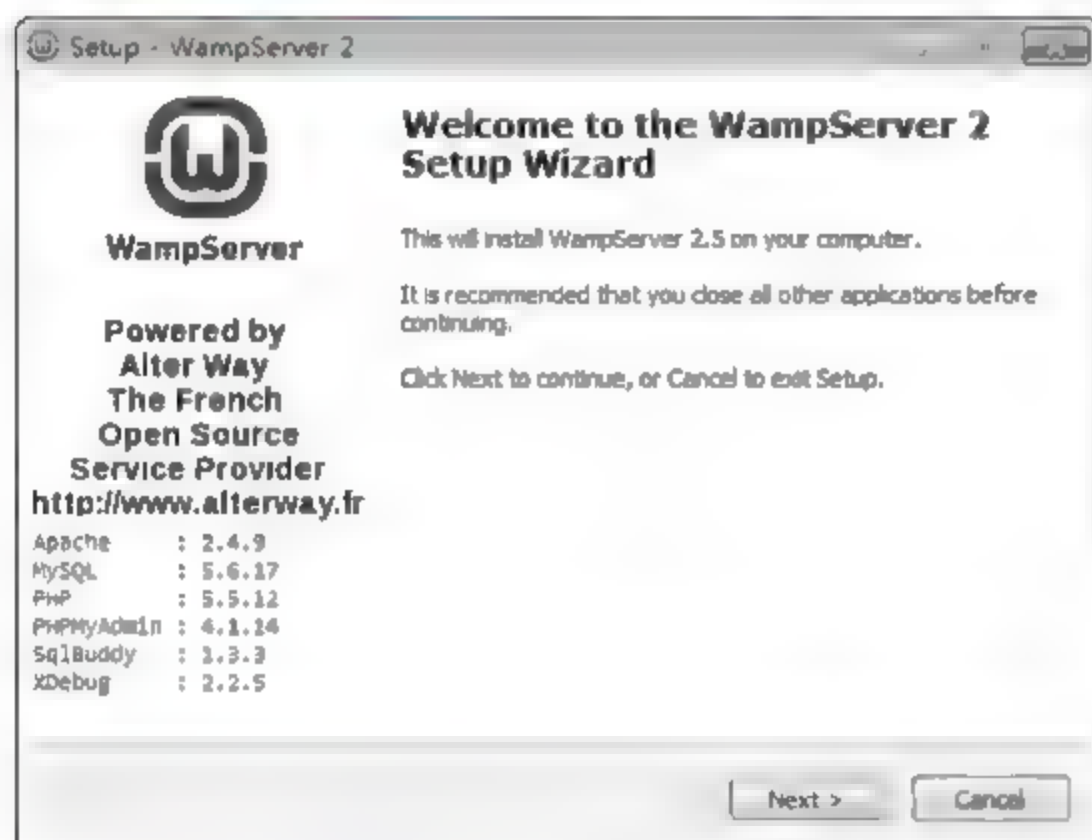 Setup - WampServer 2
WampServer
Powered by
Alter Way
The French
Open Source
Service Provider
http://www.alterway.fr
Apache : 2.4.9
MySQL : 5.6.17
PHP : 5.5.12
PHPMyAdmin : 4.1.14
SqlBuddy : 1.3.3
XDebug : 2.2.5
Welcome to the WampServer 2
Setup Wizard
This will install WampServer 2.5 on your computer.
It is recommended that you close all other applications before
continuing.
Click Next to continue, or Cancel to exit Setup.
Next >
Cancel